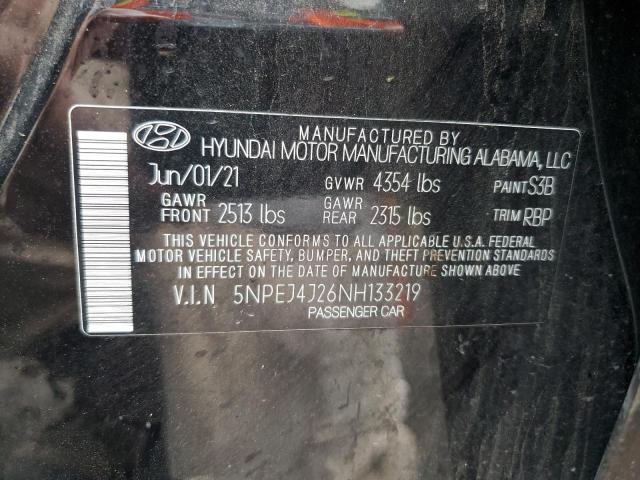 MANUFACTURED BY
HYUNDAI MOTOR MANUFACTURING ALABAMA, LLC
Jun/01/21 GVWR 4354 lbs PAINT S3B
GAWR FRONT 2513 lbs GAWR REAR 2315 lbs TRIM RBP
THIS VEHICLE CONFORMS TO ALL APPLICABLE U.S.A. FEDERAL
MOTOR VEHICLE SAFETY, BUMPER, AND THEFT PREVENTION STANDARDS
IN EFFECT ON THE DATE OF MANUFACTURE SHOWN ABOVE.
V.I.N 5NPEJ4J26NH133219
PASSENGER CAR